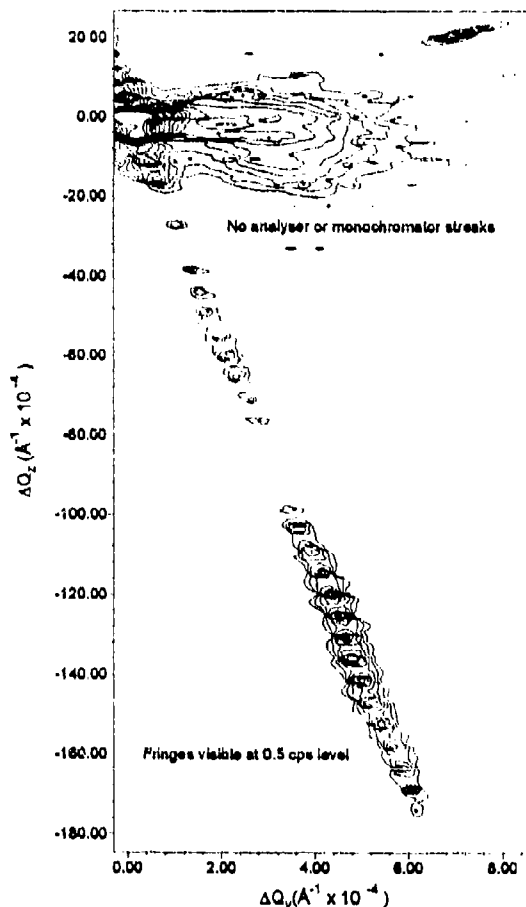 20.00
0.00
-20.00
No analyser or monochromator streaks
-40.00
-60.00
ΔQz (Å⁻¹ x 10⁻⁴)
-80.00
-100.00
-120.00
-140.00
Fringes visible at 0.5 cps level
-160.00
-180.00
0.00 2.00 4.00 6.00 8.00
ΔQy (Å⁻¹ x 10⁻⁴)